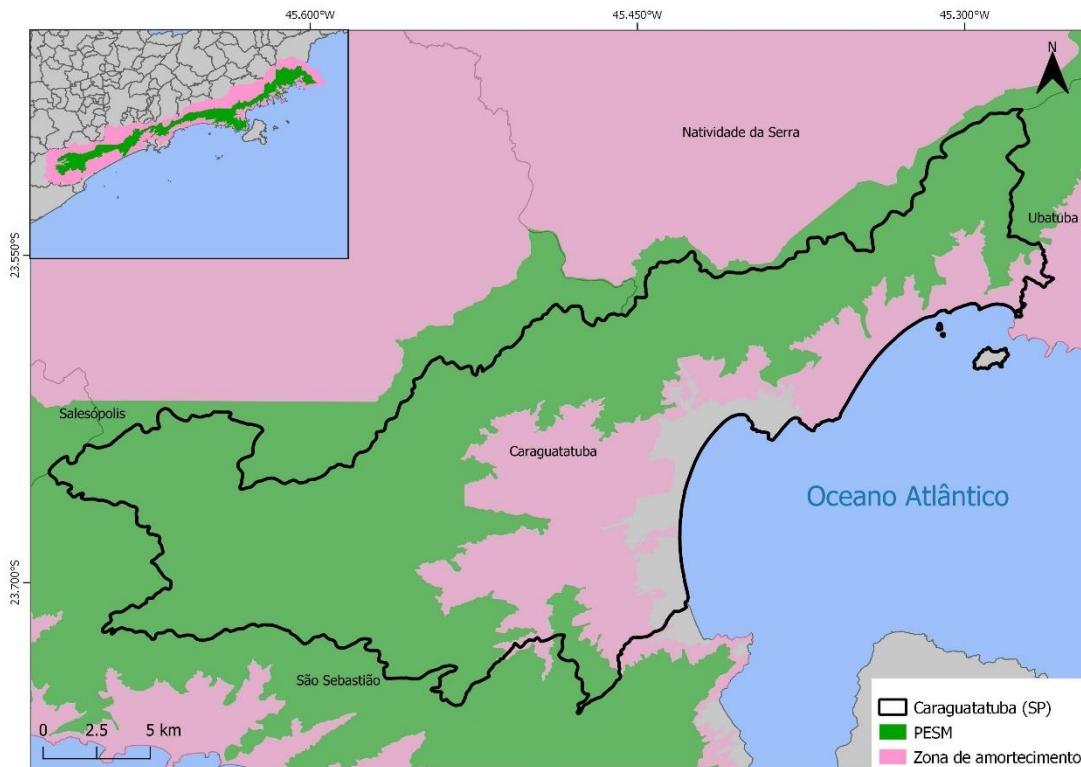 45.600°W
45.450°W
45.300°W
N
Natividade da Serra
Ubatuba
23.550°S
Salesópolis
Caraguatatuba
Oceano Atlântico
23.700°S
São Sebastião
0 2.5 5 km
Caraguatatuba (SP)
PESM
Zona de amortecimento